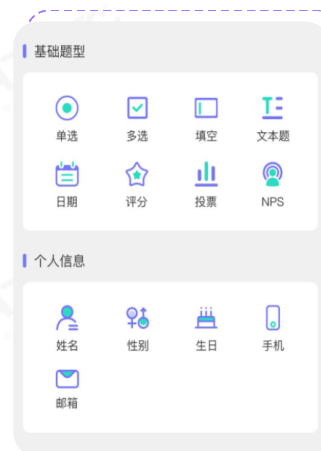 基础题型
单选 多选 填空 文本题
日期 评分 投票 NPS
个人信息
姓名 性别 生日 手机
邮箱